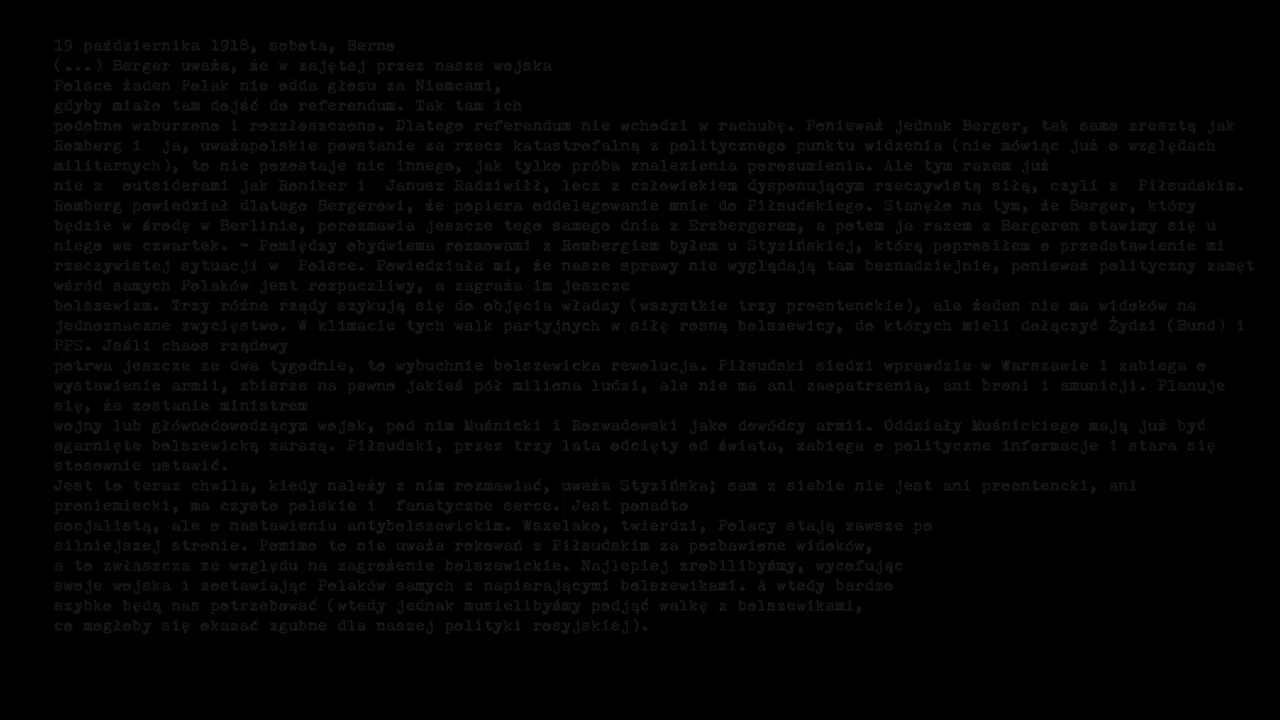 19 października 1918, sobota, Berno
(...) Berger uważa, że w zajętej przez nasze wojska
Polsce żaden Polak nie odda głosu za Niemcami,
gdyby miało tam dojść do referendum. Tak tam ich
podobno wzburzono i rozzłoszczono. Dlatego referendum nie wchodzi w rachubę. Ponieważ jednak Berger, tak samo zresztą jak
Romberg i ja, uważapolskie powstanie za rzecz katastrofalną z politycznego punktu widzenia (nie mówiąc już o względach
militarnych), to nie pozostaje nic innego, jak tylko próba znalezienia porozumienia. Ale tym razem już
nie z outsiderami jak Roniker i Janusz Radziwiłł, lecz z człowiekiem dysponującym rzeczywistą siłą, czyli z Piłsudskim.
Romberg powiedział dlatego Bergerowi, że popiera oddelegowanie mnie do Piłsudskiego. Stanęło na tym, że Berger, który
będzie w środę w Berlinie, porozmawia jeszcze tego samego dnia z Erzbergerem, a potem ja razem z Bergerem stawimy się u
niego we czwartek. - Pomiędzy obydwiema rozmowami z Rombergiem byłem u Styzińskiej, którą poprosiłem o przedstawienie mi
rzeczywistej sytuacji w Polsce. Powiedziała mi, że nasze sprawy nie wyglądają tam beznadziejnie, ponieważ polityczny zamęt
wśród samych Polaków jest rozpaczliwy, a zagraża im jeszcze
bolszewizm. Trzy różne rządy szykują się do objęcia władzy (wszystkie trzy proentenckie), ale żaden nie ma widoków na
jednoznaczne zwycięstwo. W klimacie tych walk partyjnych w siłę rosną bolszewicy, do których mieli dołączyć Żydzi (Bund) i
PPS. Jeśli chaos rządowy
potrwa jeszcze ze dwa tygodnie, to wybuchnie bolszewicka rewolucja. Piłsudski siedzi wprawdzie w Warszawie i zabiega o
wystawienie armii, zbierze na pewno jakieś pół miliona ludzi, ale nie ma ani zaopatrzenia, ani broni i amunicji. Planuje
się, że zostanie ministrem
wojny lub głównodowodzącym wojsk, pod nim Muśnicki i Rozwadowski jako dowódcy armii. Oddziały Muśnickiego mają już być
ogarnięte bolszewicką zarazą. Piłsudski, przez trzy lata odcięty od świata, zabiega o polityczne informacje i stara się
stosownie ustawić.
Jest to teraz chwila, kiedy należy z nim rozmawiać, uważa Styzińska; sam z siebie nie jest ani proentencki, ani
proniemiecki, ma czysto polskie i fanatyczne serce. Jest ponadto
socjalistą, ale o nastawieniu antybolszewickim. Wszelako, twierdzi, Polacy stają zawsze po
silniejszej stronie. Pomimo to nie uważa rokowań z Piłsudskim za pozbawione widoków,
a to zwłaszcza ze względu na zagrożenie bolszewickie. Najlepiej zrobilibyśmy, wycofując
swoje wojska i zostawiając Polaków samych z napierającymi bolszewikami. A wtedy bardzo
szybko będą nas potrzebować (wtedy jednak musielibyśmy podjąć walkę z bolszewikami,
co mogłoby się okazać zgubne dla naszej polityki rosyjskiej).